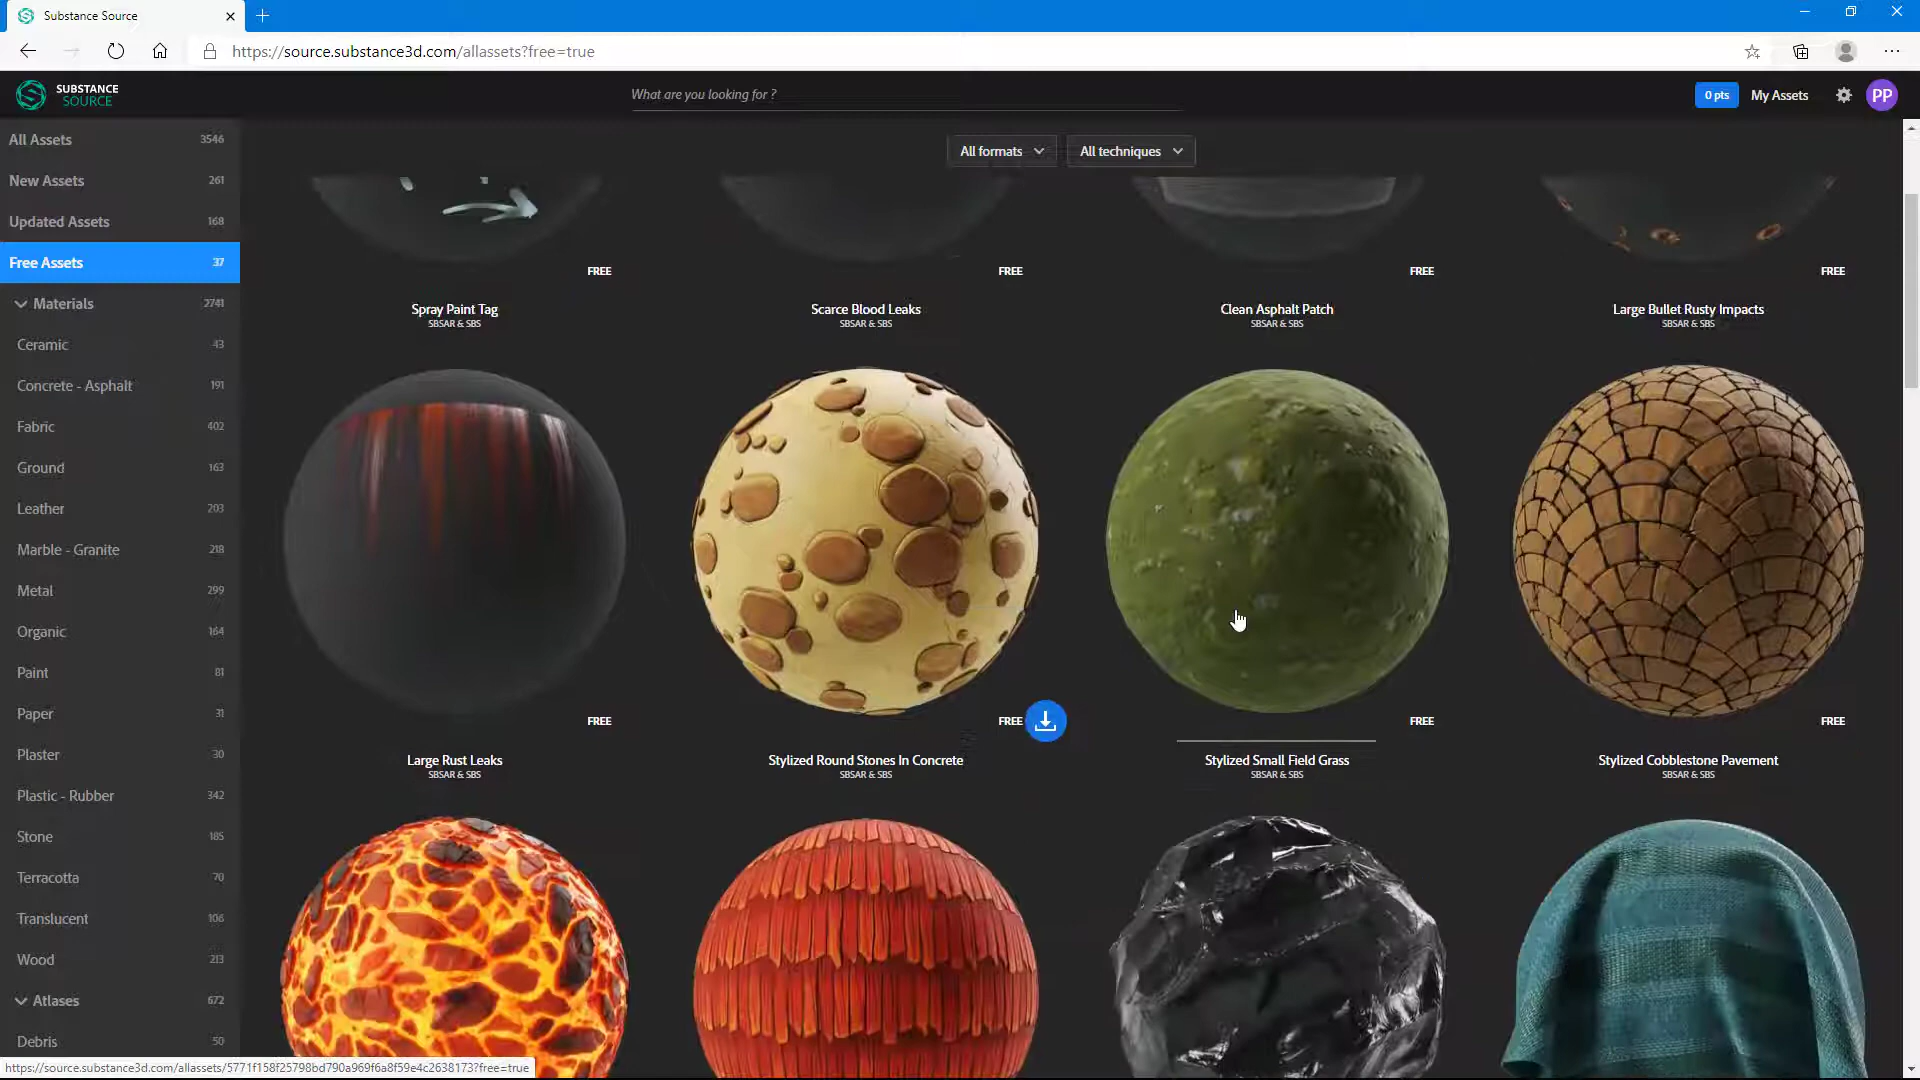 Substance Source
https://source.substance3d.com/allassets?free=true
SUBSTANCE
SOURCE
What are you looking for ?
0 pts
My Assets
PP
All Assets 3546
New Assets 261
Updated Assets 168
Free Assets 37
Materials 2741
Ceramic 43
Concrete - Asphalt 191
Fabric 402
Ground 163
Leather 203
Marble - Granite 218
Metal 299
Organic 164
Paint 81
Paper 31
Plaster 30
Plastic - Rubber 342
Stone 185
Terracotta 70
Translucent 106
Wood 213
Atlases 672
Debris 50
All formats
All techniques
FREE
FREE
FREE
FREE
Spray Paint Tag
SBSAR & SBS
Scarce Blood Leaks
SBSAR & SBS
Clean Asphalt Patch
SBSAR & SBS
Large Bullet Rusty Impacts
SBSAR & SBS
FREE
FREE
FREE
FREE
Large Rust Leaks
SBSAR & SBS
Stylized Round Stones In Concrete
SBSAR & SBS
Stylized Small Field Grass
SBSAR & SBS
Stylized Cobblestone Pavement
SBSAR & SBS
https://source.substance3d.com/allassets/5771f158f25798bd790a969f6a8f59e4c2638173?free=true